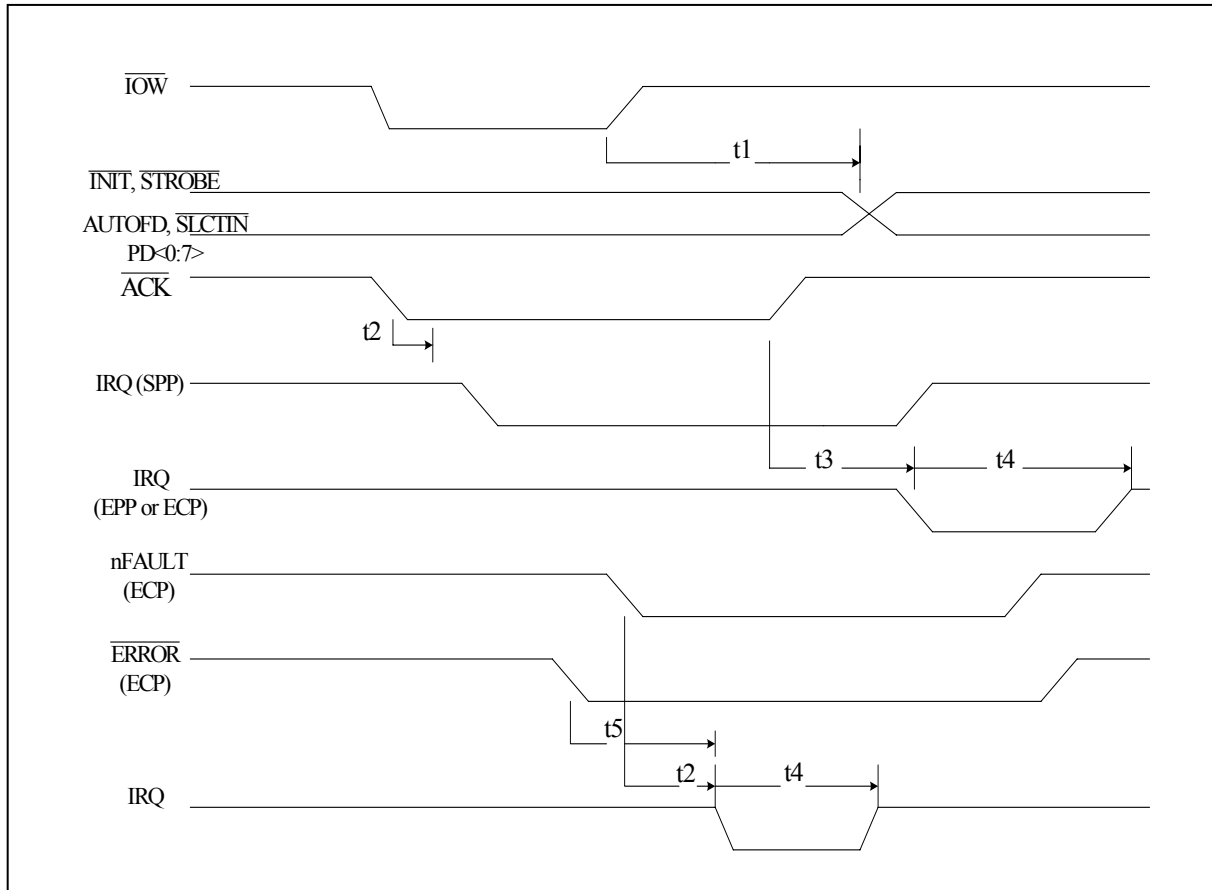 IOW
t1
INIT, STROBE
AUTOFD, SLCTIN
PD<0:7>
ACK
t2
IRQ (SPP)
t3
t4
IRQ
(EPP or ECP)
nFAULT
(ECP)
ERROR
(ECP)
t5
t2
t4
IRQ